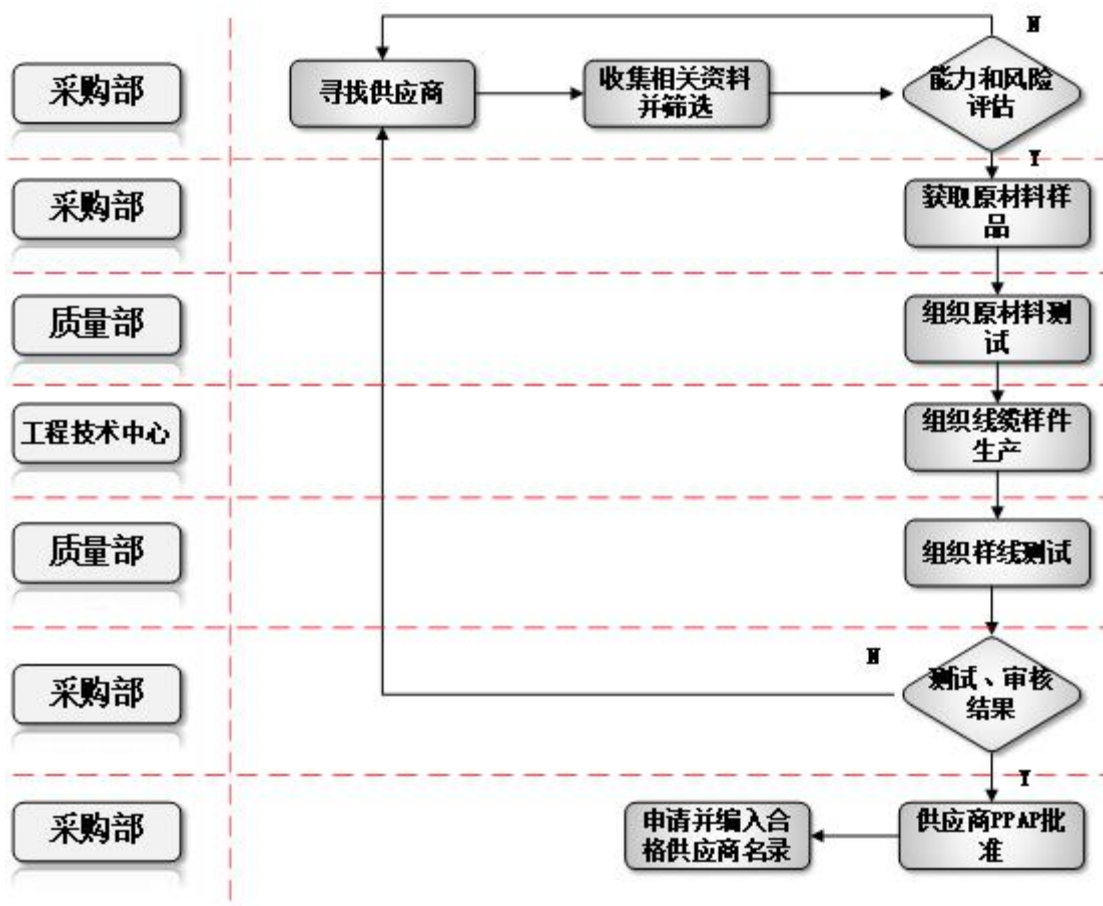 N
采购部
寻找供应商
收集相关资料
并筛选
能力和风险
评估
Y
采购部
获取原材料样
品
质量部
组织原材料测
试
工程技术中心
组织线缆样件
生产
质量部
组织样线测试
N
采购部
测试、审核
结果
Y
采购部
申请并编入合
格供应商名录
供应商PPAP批
准